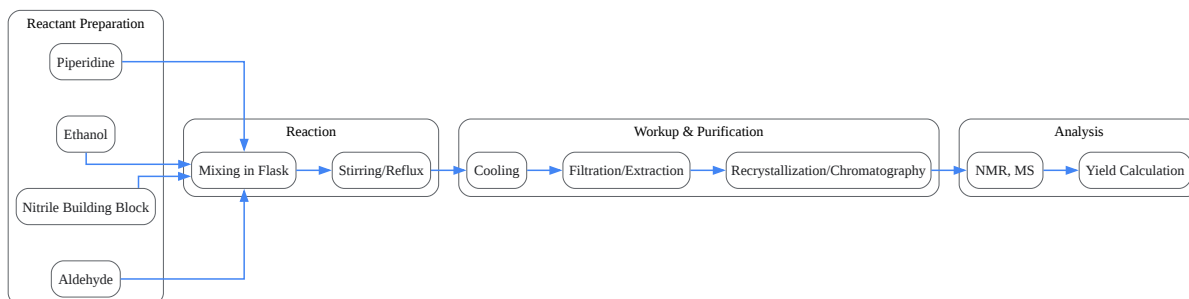 Reactant Preparation
Piperidine
Ethanol
Nitrile Building Block
Aldehyde
Reaction
Mixing in Flask
Stirring/Reflux
Workup & Purification
Cooling
Filtration/Extraction
Recrystallization/Chromatography
Analysis
NMR, MS
Yield Calculation